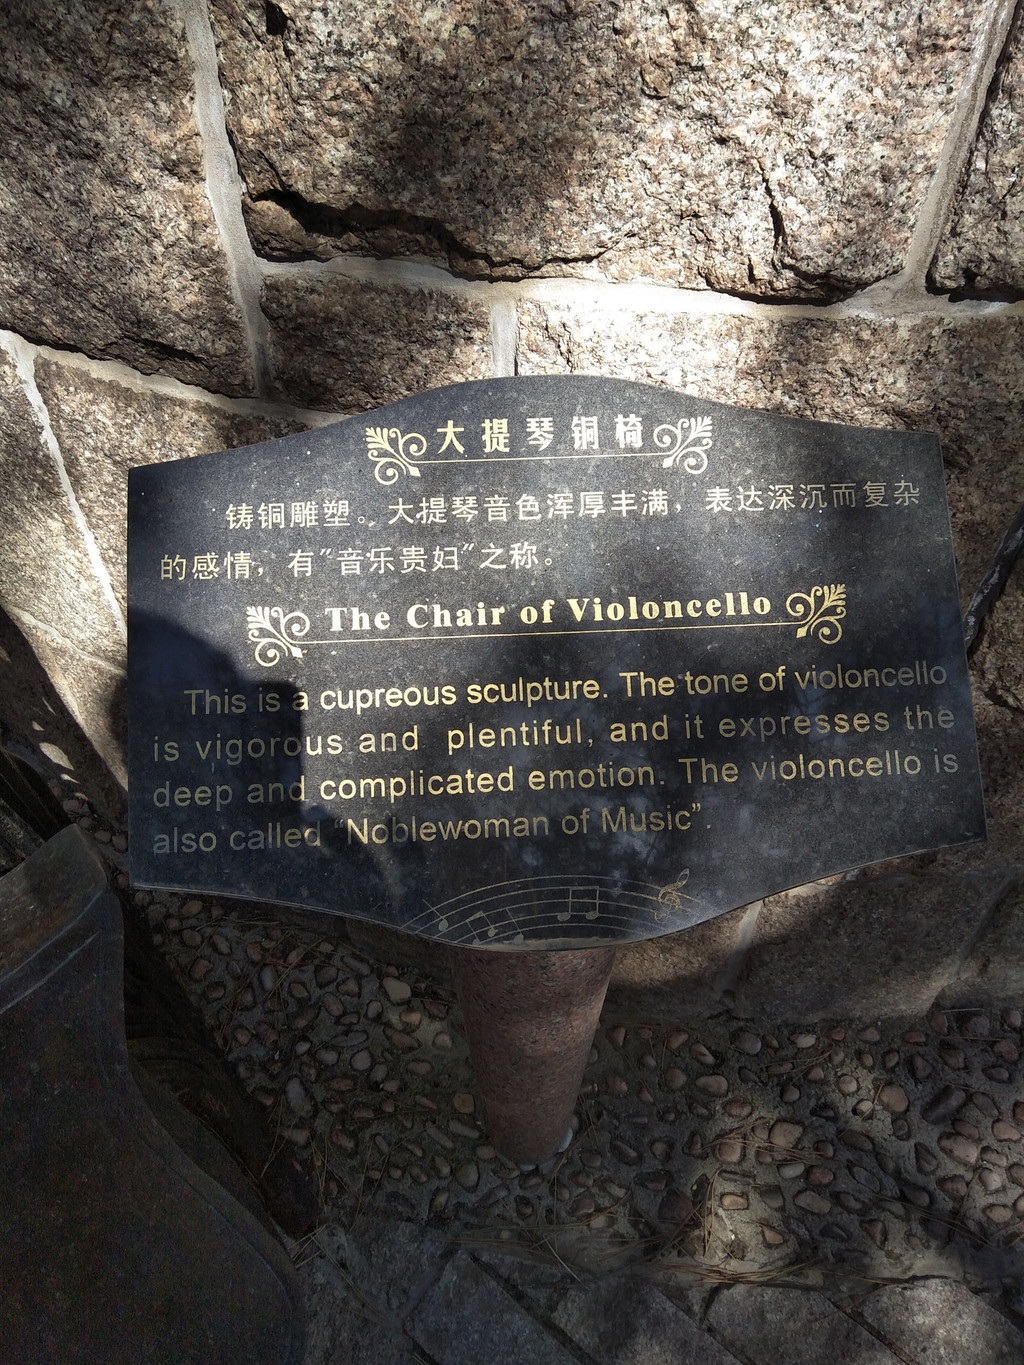 大提琴铜椅
铸铜雕塑。大提琴音色浑厚丰满，表达深沉而复杂
的感情，有"音乐贵妇"之称。
The Chair of Violoncello
This is a cupreous sculpture. The tone of violoncello
is vigorous and plentiful, and it expresses the
deep and complicated emotion. The violoncello is
also called “Noblewoman of Music”.